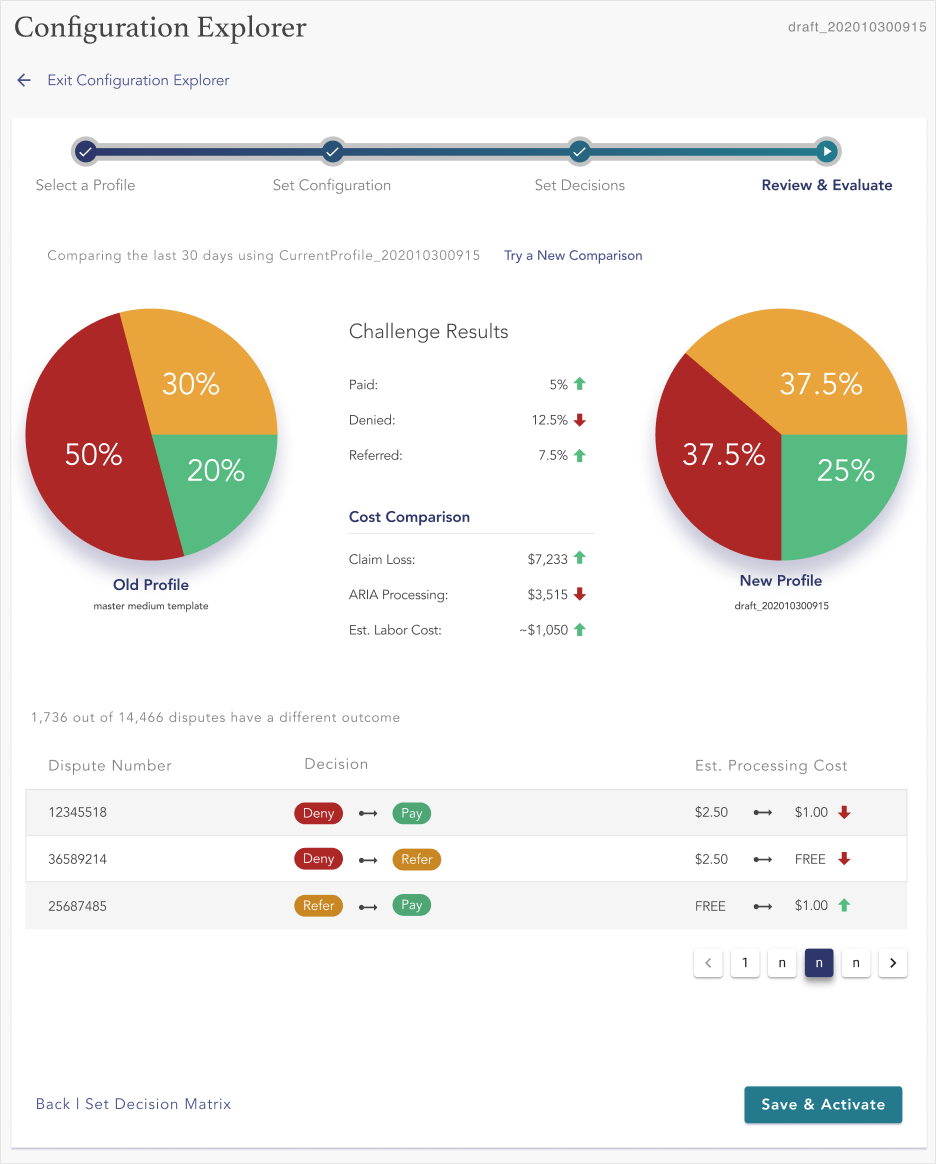 Configuration Explorer
draft_202010300915
Exit Configuration Explorer
Select a Profile
Set Configuration
Set Decisions
Review & Evaluate
Comparing the last 30 days using CurrentProfile_202010300915
Try a New Comparison
30%
50%
20%
Old Profile
master medium template
Challenge Results
Paid: 5%
Denied: 12.5%
Referred: 7.5%
Cost Comparison
Claim Loss: $7,233
ARIA Processing: $3,515
Est. Labor Cost: ~$1,050
37.5%
37.5%
25%
New Profile
draft_202010300915
1,736 out of 14,466 disputes have a different outcome
Dispute Number Decision Est. Processing Cost
12345518 Deny Pay $2.50 $1.00
36589214 Deny Refer $2.50 FREE
25687485 Refer Pay FREE $1.00
< 1 n n n >
Back | Set Decision Matrix
Save & Activate